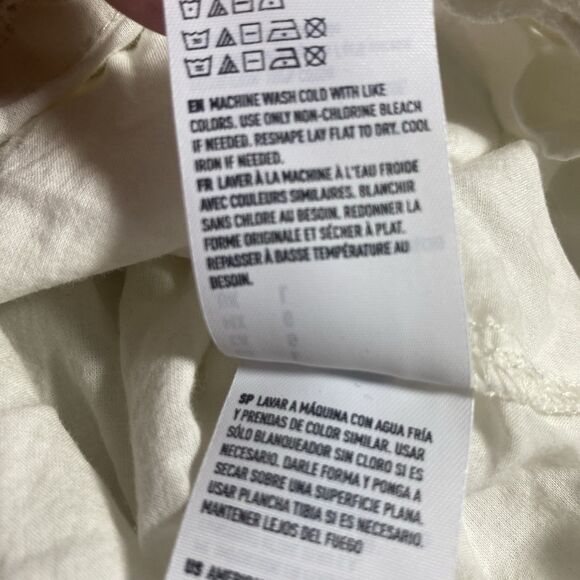 EN MACHINE WASH COLD WITH LIKE
COLORS. USE ONLY NON-CHLORINE BLEACH
IF NEEDED. RESHAPE LAY FLAT TO DRY. COOL
IRON IF NEEDED.
FR LAVER À LA MACHINE À L'EAU FROIDE
AVEC COULEURS SIMILAIRES. BLANCHIR
SANS CHLORE AU BESOIN. REDONNER LA
FORME ORIGINALE ET SÉCHER À PLAT.
REPASSER À BASSE TEMPÉRATURE AU
BESOIN.
SP LAVAR A MÁQUINA CON AGUA FRÍA
Y PRENDAS DE COLOR SIMILAR. USAR
SÓLO BLANQUEADOR SIN CLORO SI ES
NECESARIO. DARLE FORMA Y PONGA A
SECAR SOBRE UNA SUPERFICIE PLANA.
USAR PLANCHA TIBIA SI ES NECESARIO.
MANTENER LEJOS DEL FUEGO
US